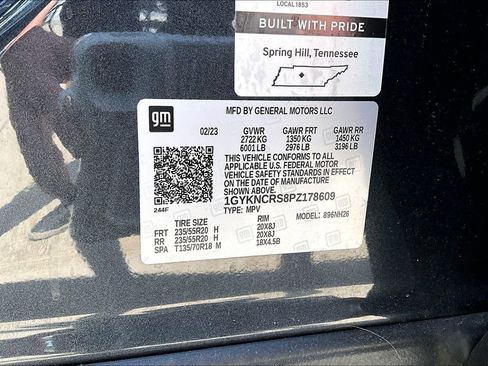 LOCAL 1853
BUILT WITH PRIDE
Spring Hill, Tennessee
gm
MFD BY GENERAL MOTORS LLC
02/23 GVWR GAWR FRT GAWR RR
2722 KG 1350 KG 1450 KG
6001 LB 2976 LB 3196 LB
THIS VEHICLE CONFORMS TO ALL
APPLICABLE U.S. FEDERAL MOTOR
VEHICLE SAFETY STANDARDS IN EFFECT
ON THE DATE OF MANUFACTURE
SHOWN ABOVE.
1GYKNCRS8PZ178609
244F TYPE: MPV MODEL: 896NH26
TIRE SIZE RIM
FRT 235/55R20 H 20X8J
RR 235/55R20 H 20X8J
SPA T135/70R18 M 18X4.5B